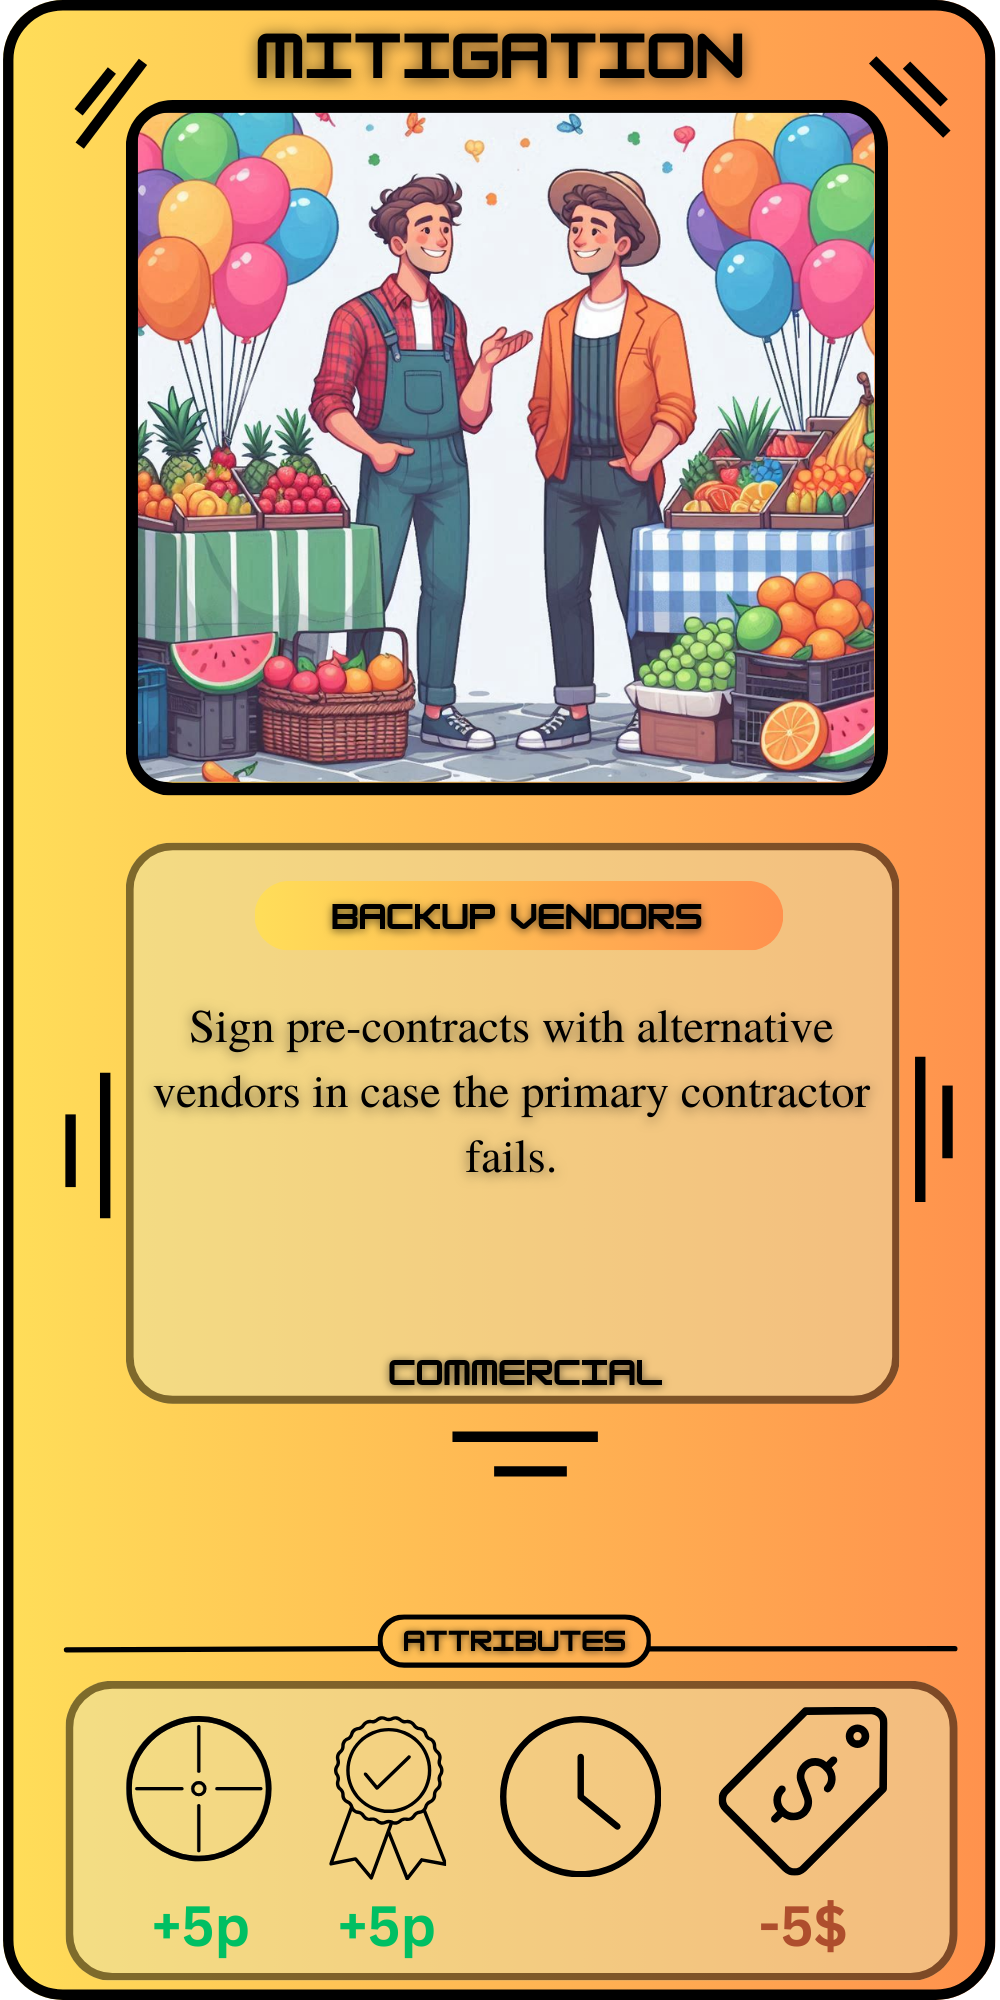 MITIGATION
BACKUP VENDORS
Sign pre-contracts with alternative
vendors in case the primary contractor
fails.
COMMERCIAL
ATTRIBUTES
$
+5p +5p -5$